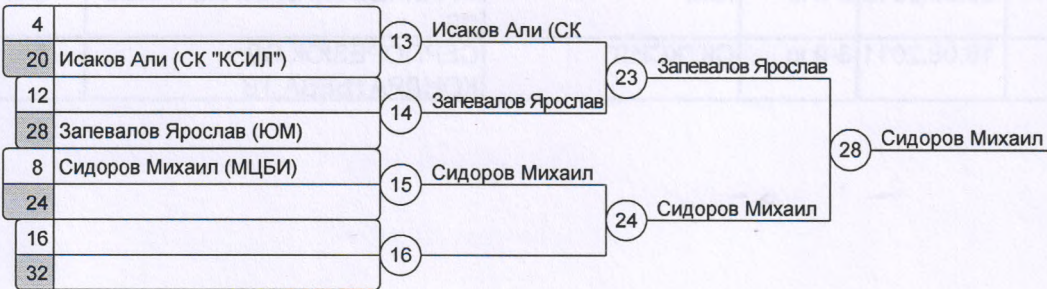 4
13
Исаков Али (СК
20 Исаков Али (СК "КСИЛ")
23
Запевалов Ярослав
12
14
Запевалов Ярослав
28 Запевалов Ярослав (ЮМ)
28
Сидоров Михаил
8 Сидоров Михаил (МЦБИ)
15
Сидоров Михаил
24
24
Сидоров Михаил
16
16
32